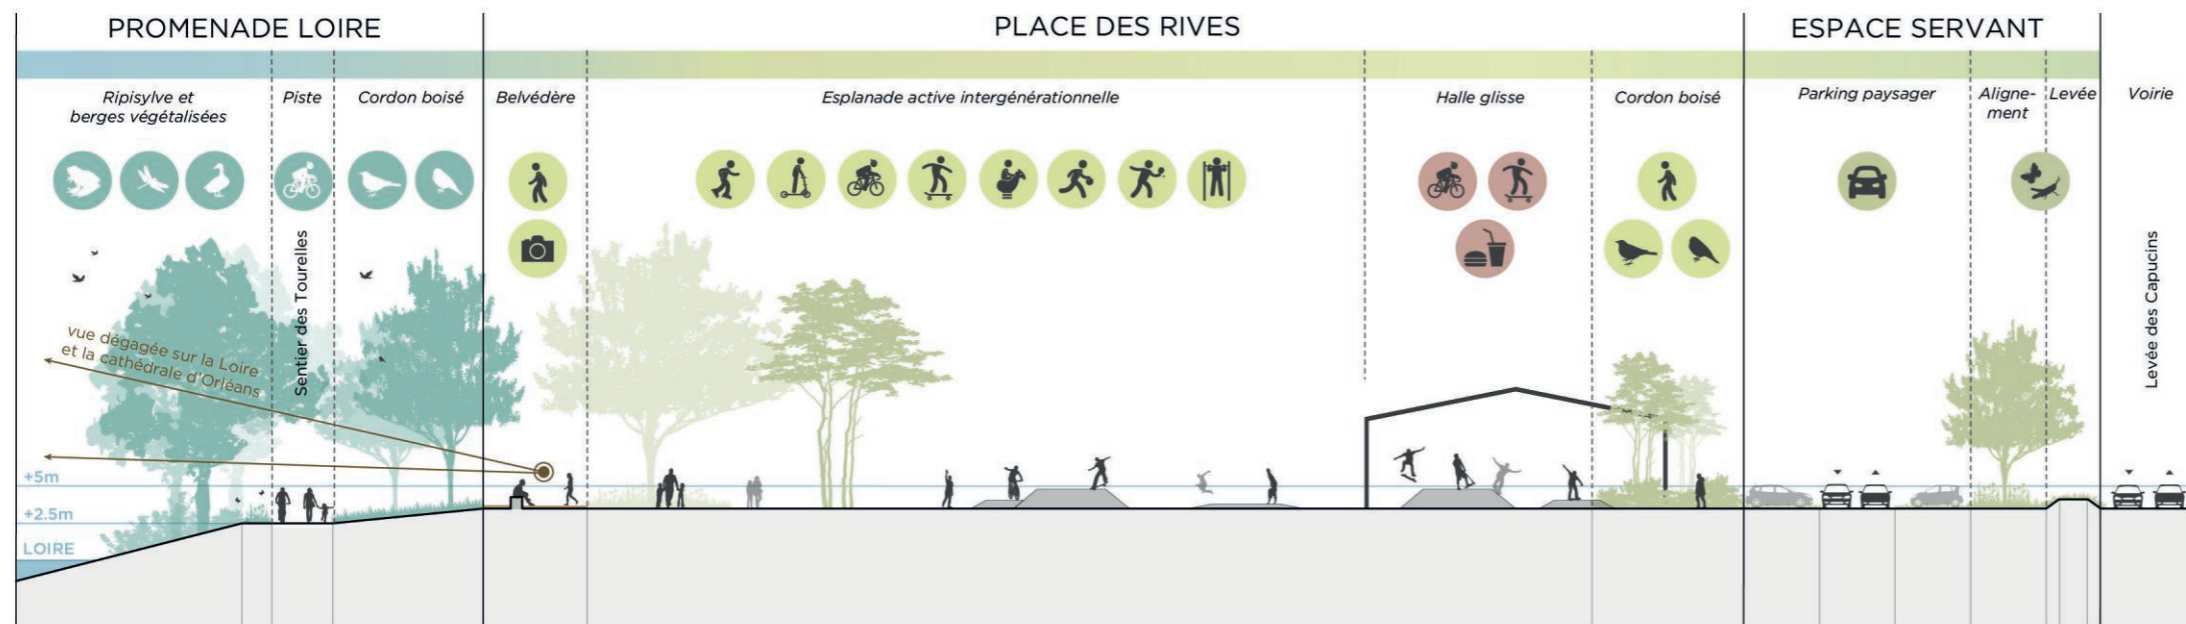 PROMENADE LOIRE
PLACE DES RIVES
ESPACE SERVANT
Ripisylve et
berges végétalisées
Piste
Cordon boisé
Belvédère
Esplanade active intergénérationnelle
Halle glisse
Cordon boisé
Parking paysager
Aligne-
ment
Levée
Voirie
Sentier des Tourelles
Levée des Capucins
vue dégagée sur la Loire
et la cathédrale d'Orléans
+5m
+2.5m
LOIRE